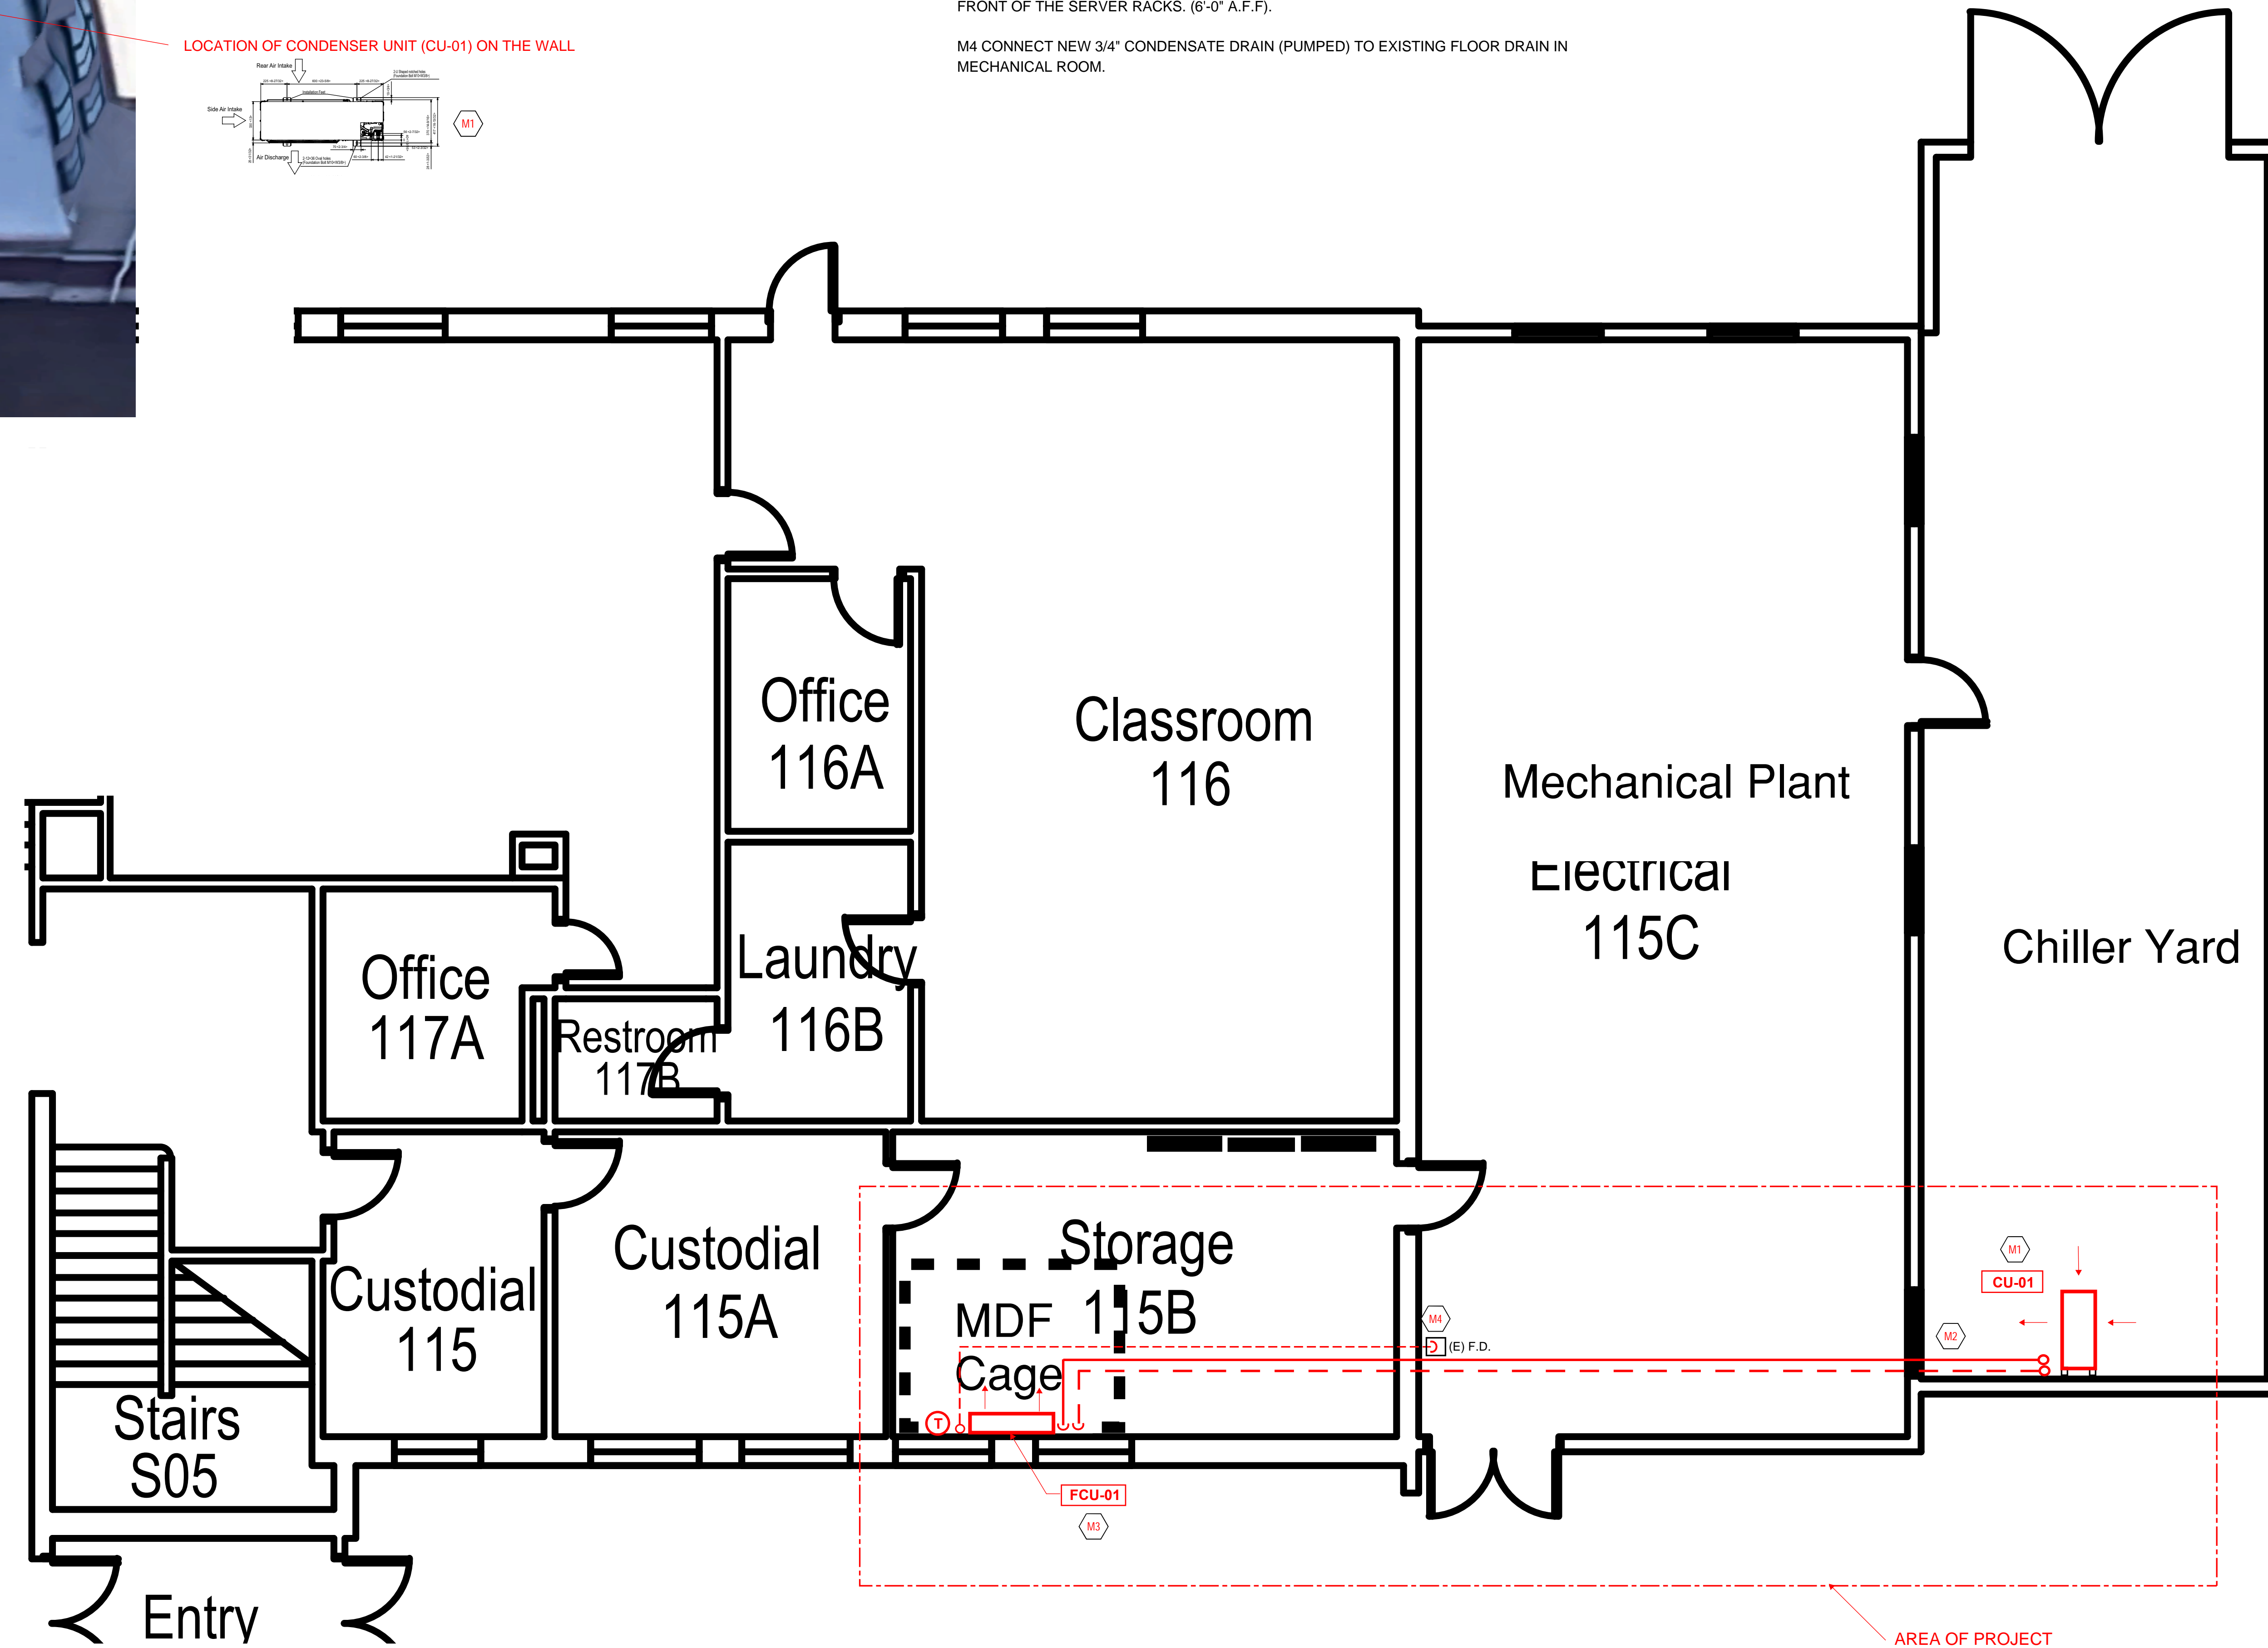 FRONT OF THE SERVER RACKS. (6'-0" A.F.F).
LOCATION OF CONDENSER UNIT (CU-01) ON THE WALL
M4 CONNECT NEW 3/4" CONDENSATE DRAIN (PUMPED) TO EXISTING FLOOR DRAIN IN
MECHANICAL ROOM.
Rear Air Intake
Installation Feet
Side Air Intake
M1
Air Discharge
Office
116A
Classroom
116
Mechanical Plant
Electrical
115C
Chiller Yard
Office
117A
Laundry
116B
Restroom
117B
Custodial
115
Custodial
115A
Storage
115B
MDF
Cage
M1
CU-01
M2
M4
(E) F.D.
T
Stairs
S05
FCU-01
M3
Entry
AREA OF PROJECT